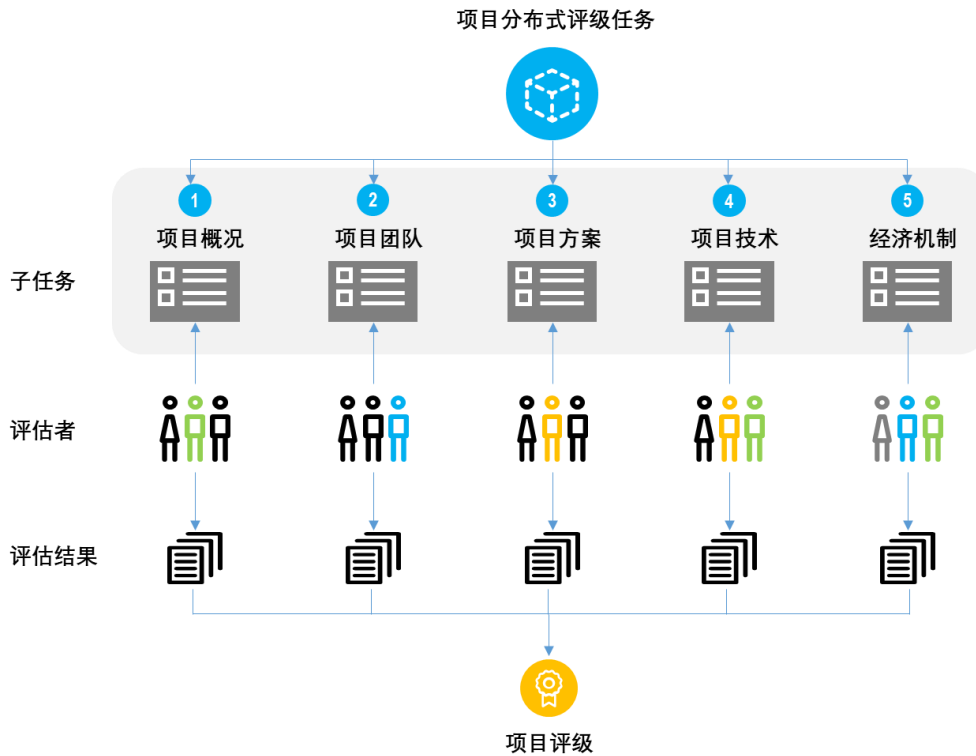 项目分布式评级任务
1
2
3
4
5
项目概况
项目团队
项目方案
项目技术
经济机制
子任务
评估者
评估结果
项目评级